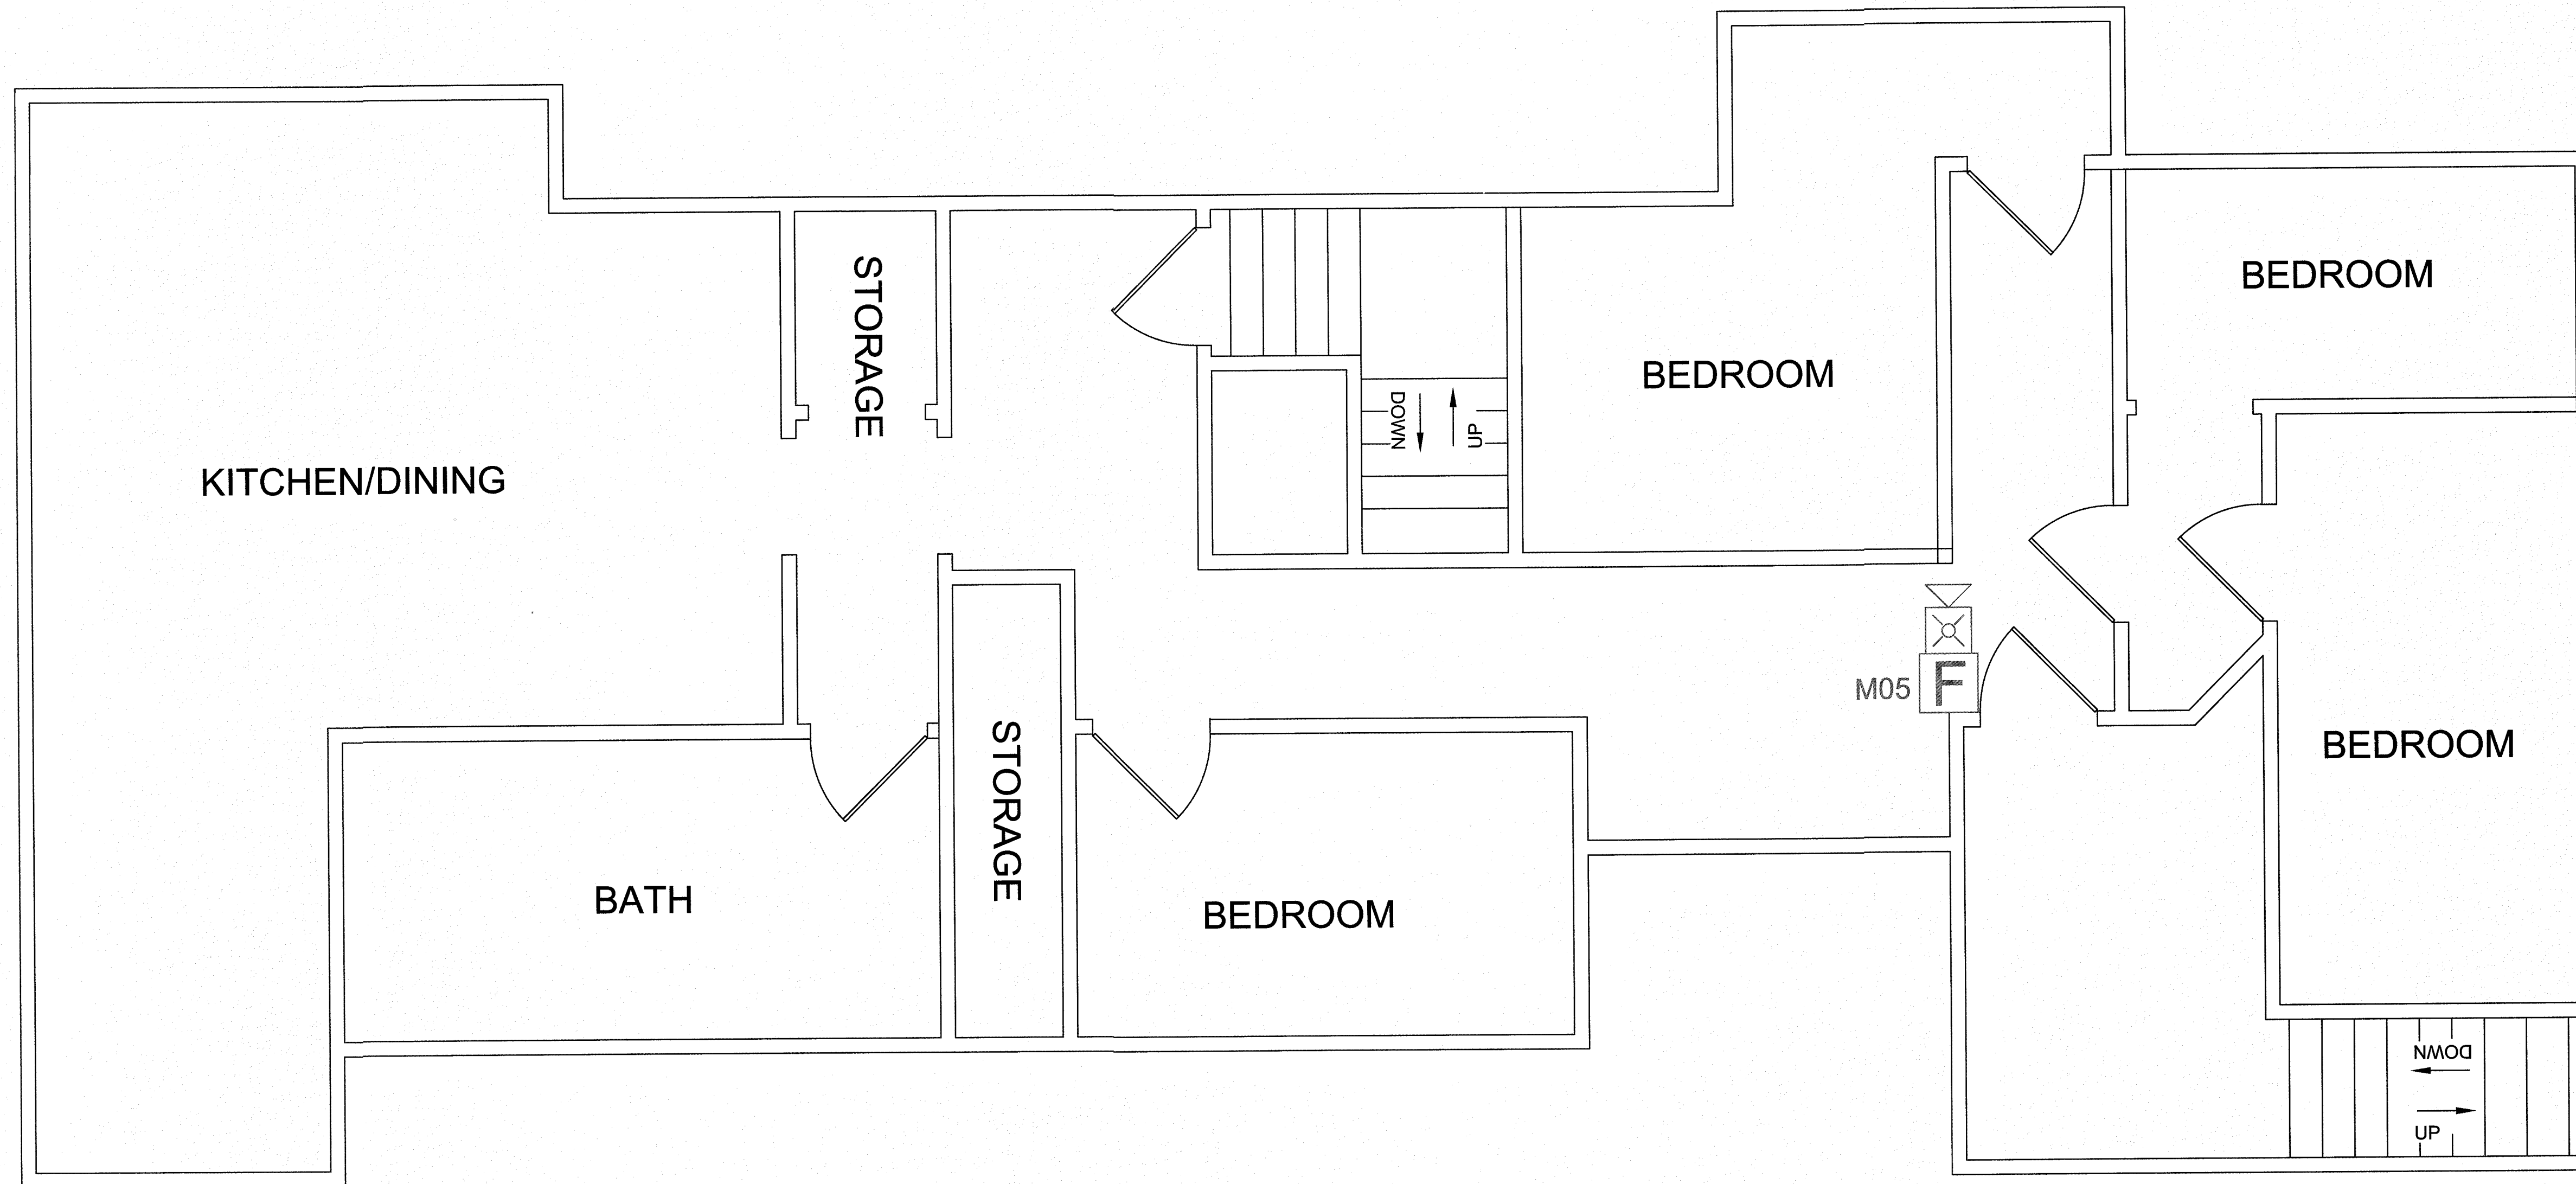 STORAGE
BEDROOM
BEDROOM
DOWN
UP
KITCHEN/DINING
M05
F
BEDROOM
STORAGE
BATH
BEDROOM
DOWN
UP